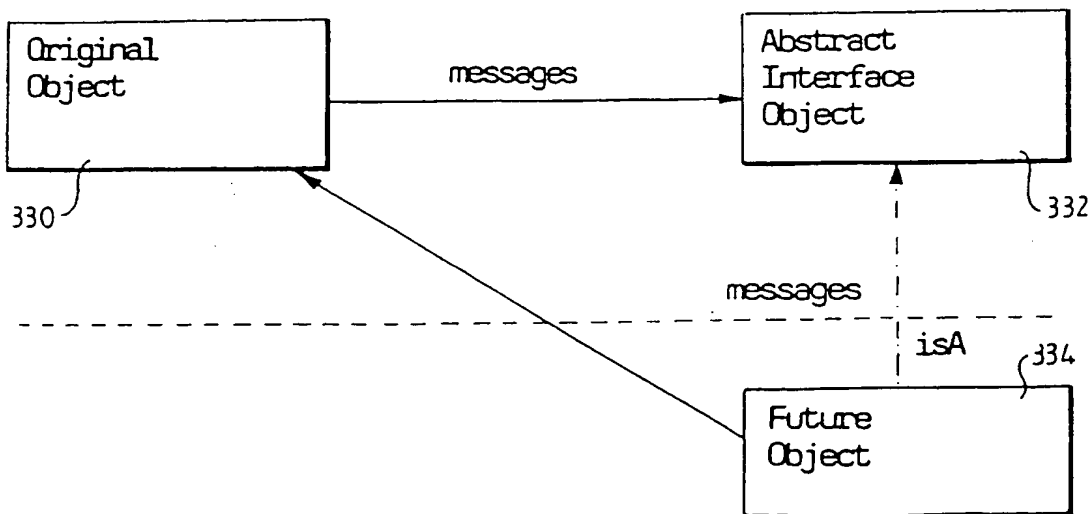 Original
Object
messages
Abstract
Interface
Object
330
332
messages
isA
334
Future
Object